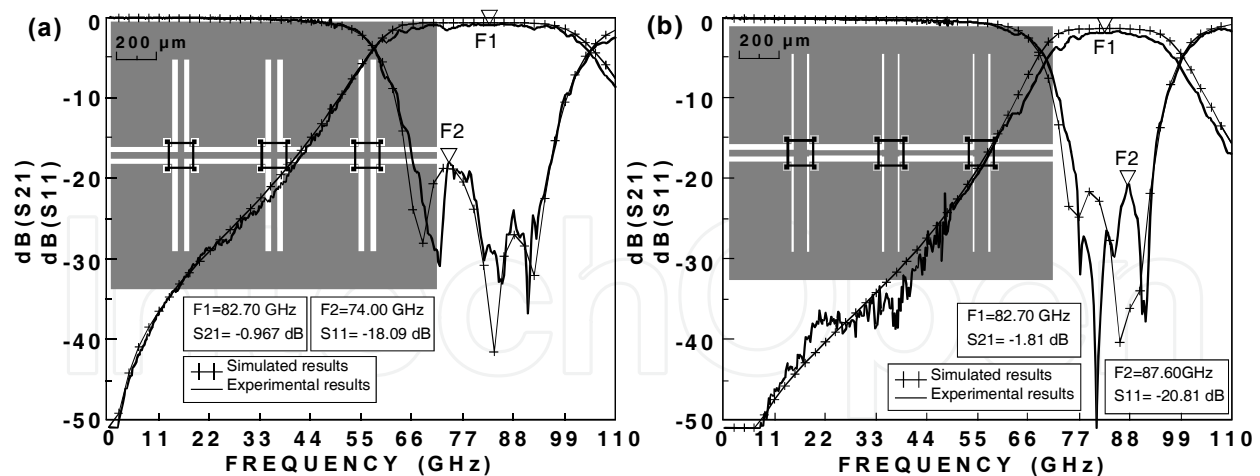 (a)
200 µm
F1
F2
0
-10
-20
-30
-40
-50
dB(S21)
dB(S11)
F1=82.70 GHz
S21= -0.967 dB
F2=74.00 GHz
S11= -18.09 dB
Simulated results
Experimental results
0 11 22 33 44 55 66 77 88 99 110
FREQUENCY (GHz)
(b)
200 µm
F1
F2
0
-10
-20
-30
-40
-50
dB(S21)
dB(S11)
F1=82.70 GHz
S21= -1.81 dB
F2=87.60GHz
S11= -20.81 dB
Simulated results
Experimental results
0 11 22 33 44 55 66 77 88 99 110
FREQUENCY (GHz)
IntechOpen